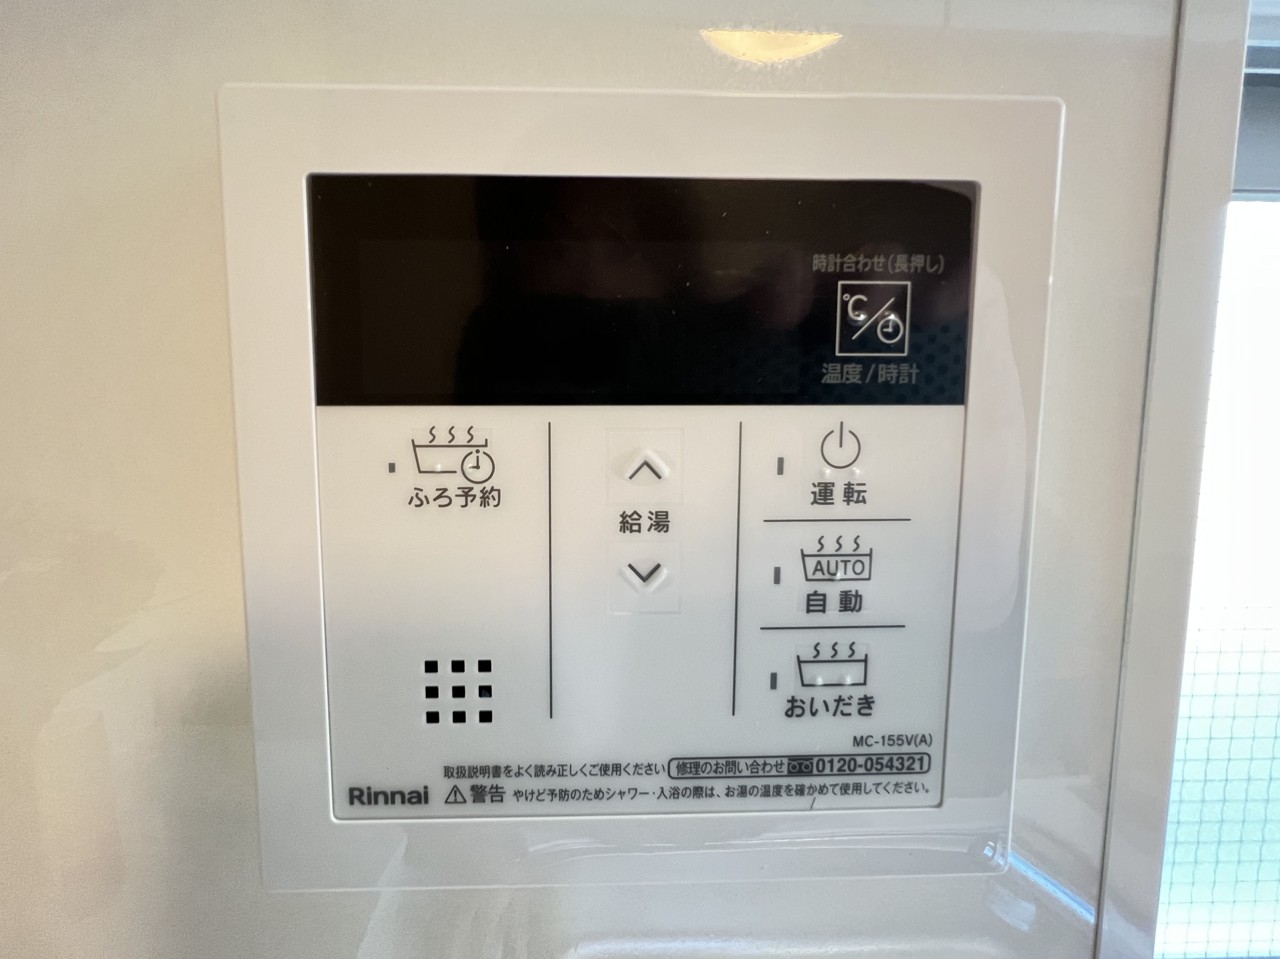 時計合わせ(長押し)
℃/
温度/時計
ふろ予約
給湯
運転
AUTO
自動
おいだき
MC-155V(A)
取扱説明書をよく読み正しくご使用ください 修理のお問い合わせ 0120-054321
Rinnai 警告 やけど予防のためシャワー・入浴の際は、お湯の温度を確かめて使用してください。